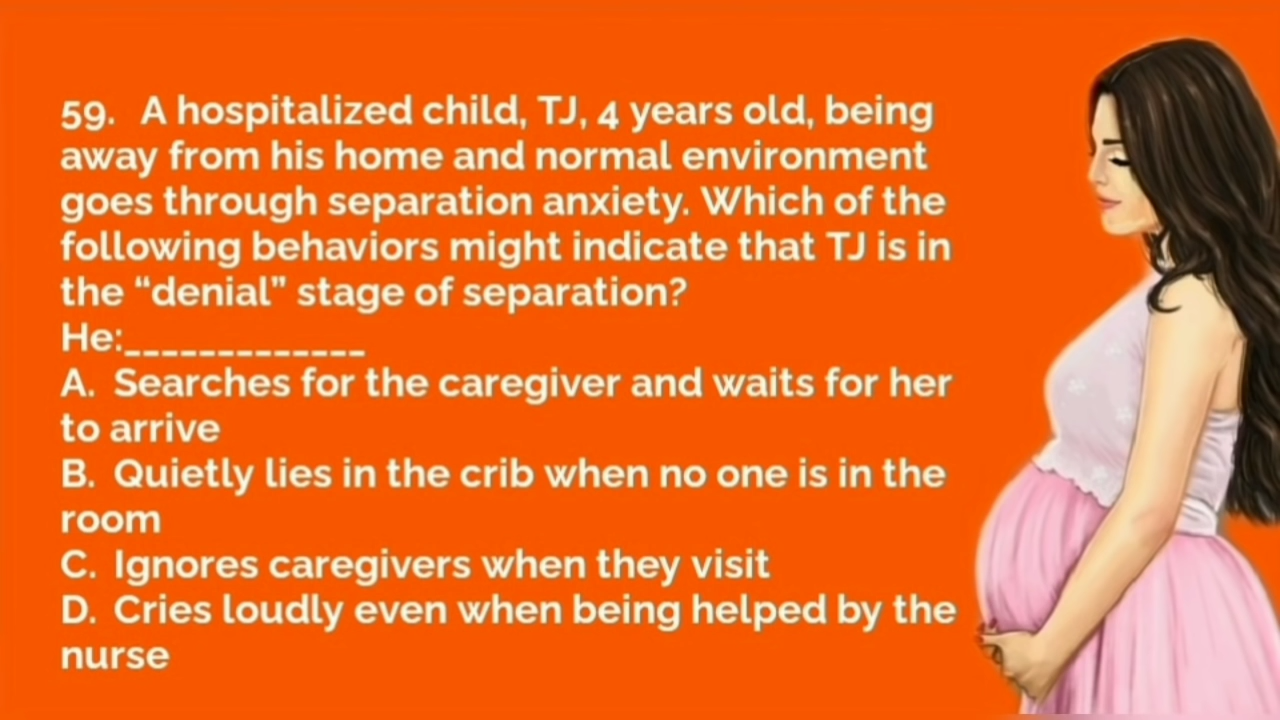 59. A hospitalized child, TJ, 4 years old, being
away from his home and normal environment
goes through separation anxiety. Which of the
following behaviors might indicate that TJ is in
the “denial” stage of separation?
He:_____________
A. Searches for the caregiver and waits for her
to arrive
B. Quietly lies in the crib when no one is in the
room
C. Ignores caregivers when they visit
D. Cries loudly even when being helped by the
nurse